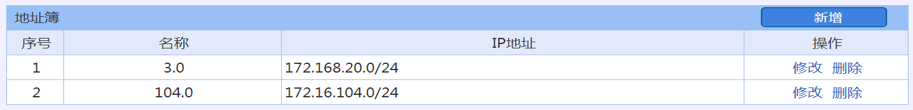 地址簿 新增
序号 名称 IP地址 操作
1 3.0 172.168.20.0/24 修改 删除
2 104.0 172.16.104.0/24 修改 删除